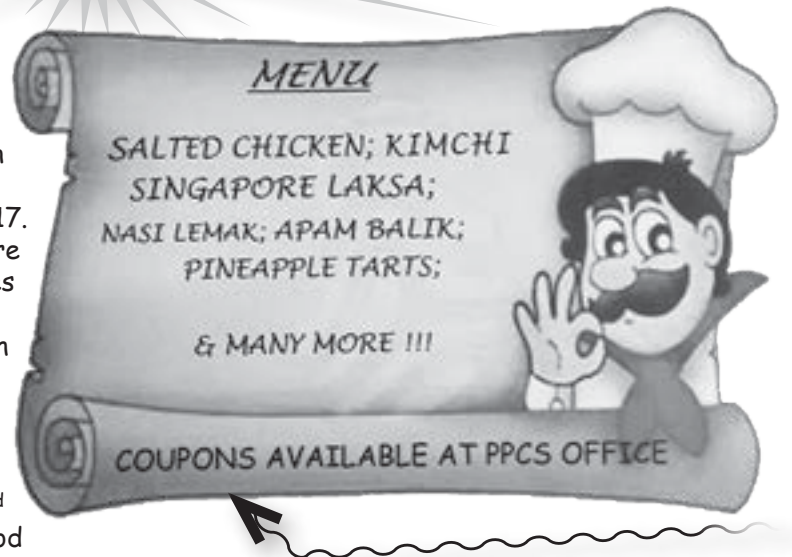 MENU
SALTED CHICKEN; KIMCHI
SINGAPORE LAKSA;
NASI LEMAK; APAM BALIK;
PINEAPPLE TARTS;
& MANY MORE !!!
COUPONS AVAILABLE AT PPCS OFFICE
17.